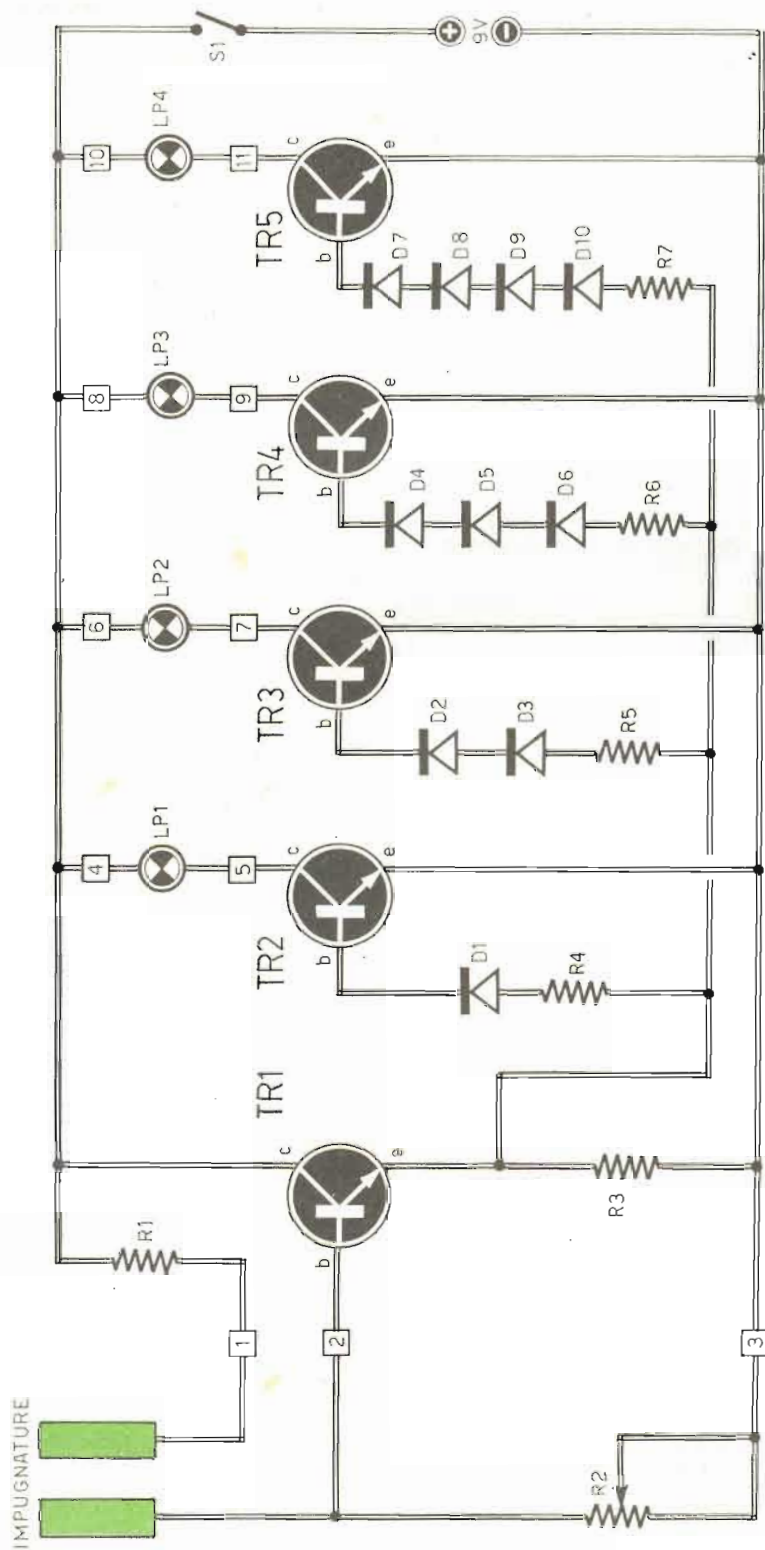 IMPUGNATURE
1
R1
2
R2
3
TR1
c
b
e
R3
4
LP1
5
TR2
c
b
e
D1
R4
6
LP2
7
TR3
c
b
e
D2
D3
R5
8
LP3
9
TR4
c
b
e
D4
D5
D6
R6
10
LP4
11
TR5
c
b
e
D7
D8
D9
D10
R7
S1
+
9V
−